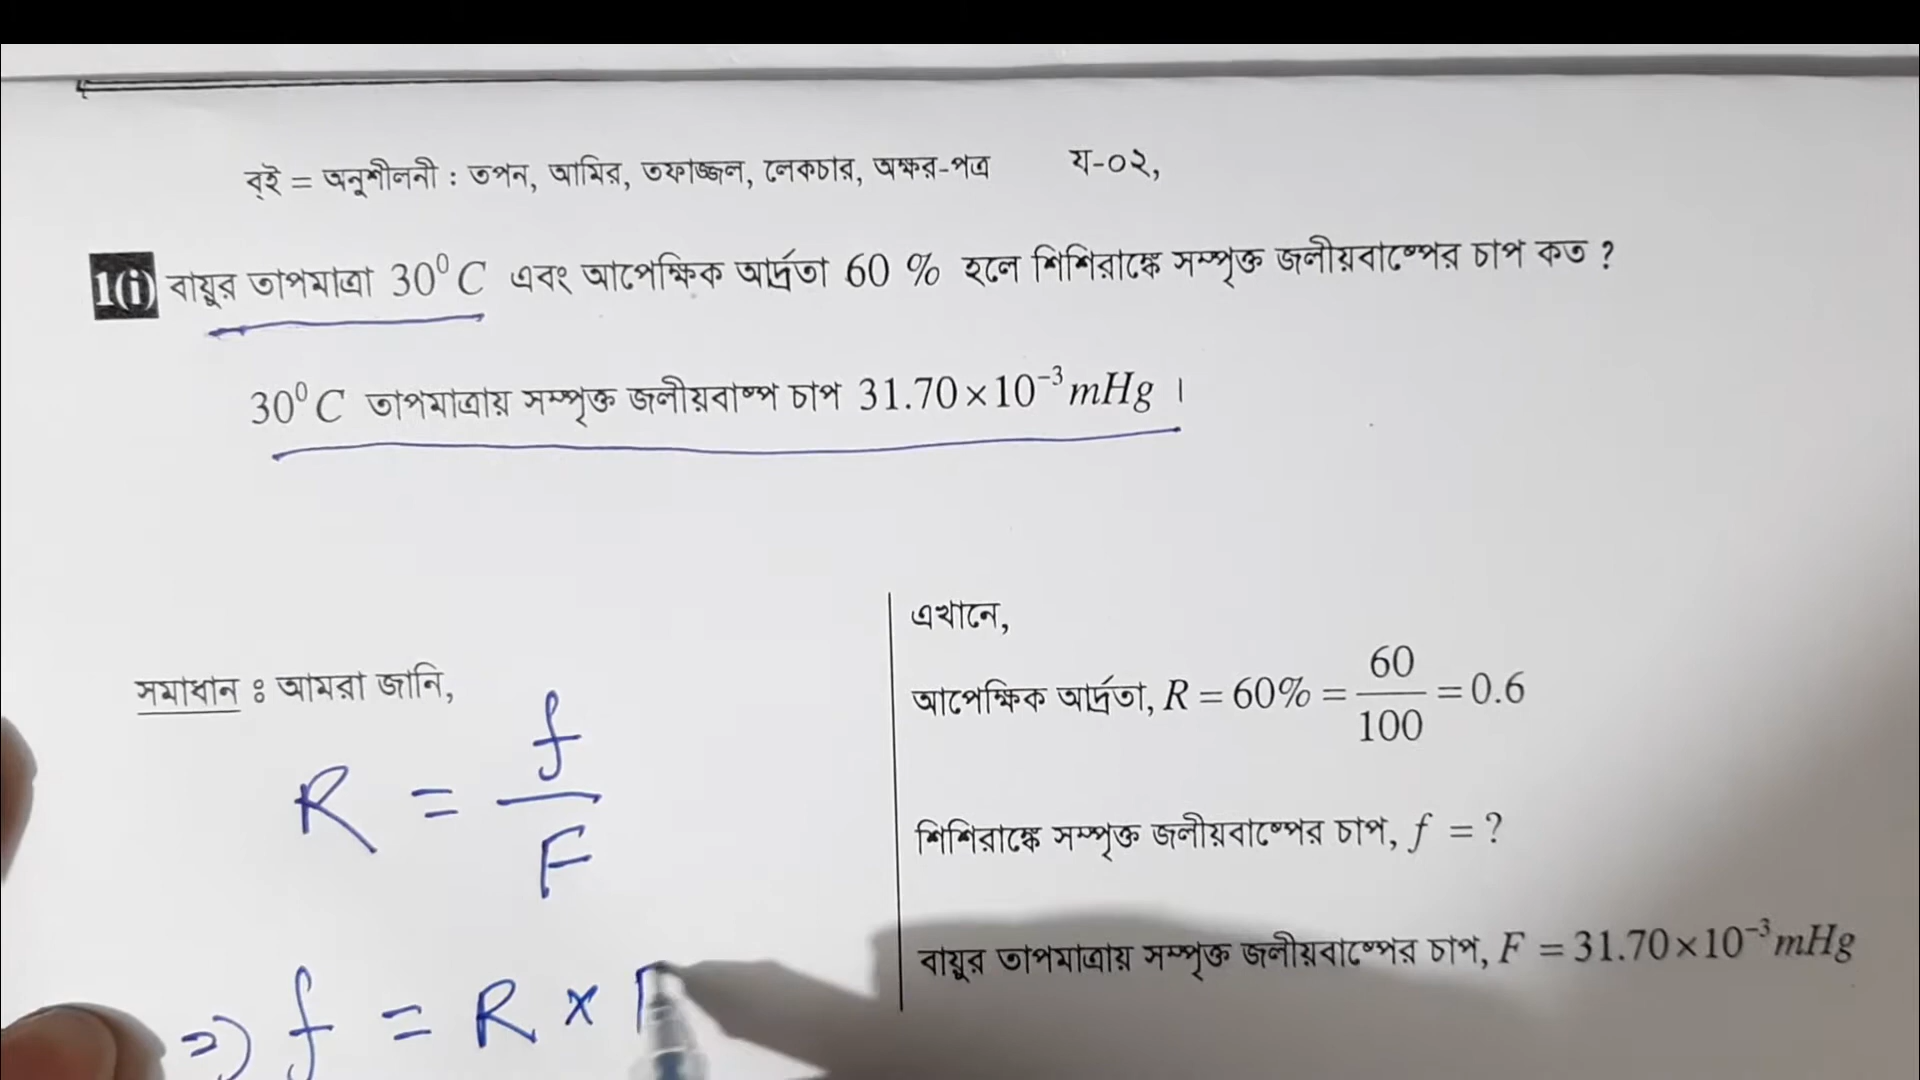 বই = অনুশীলনী : তপন, আমির, তফাজ্জল, লেকচার, অক্ষর-পত্র য-০২,
1(i) বায়ুর তাপমাত্রা 30⁰C এবং আপেক্ষিক আর্দ্রতা 60 % হলে শিশিরাঙ্কে সম্পৃক্ত জলীয়বাষ্পের চাপ কত ?
30⁰C তাপমাত্রায় সম্পৃক্ত জলীয়বাষ্প চাপ 31.70×10⁻³mHg ।
এখানে,
আপেক্ষিক আর্দ্রতা, R = 60% = 60/100 = 0.6
শিশিরাঙ্কে সম্পৃক্ত জলীয়বাষ্পের চাপ, f = ?
বায়ুর তাপমাত্রায় সম্পৃক্ত জলীয়বাষ্পের চাপ, F = 31.70×10⁻³mHg
সমাধান ঃ আমরা জানি,
R = f/F
=> f = R ×